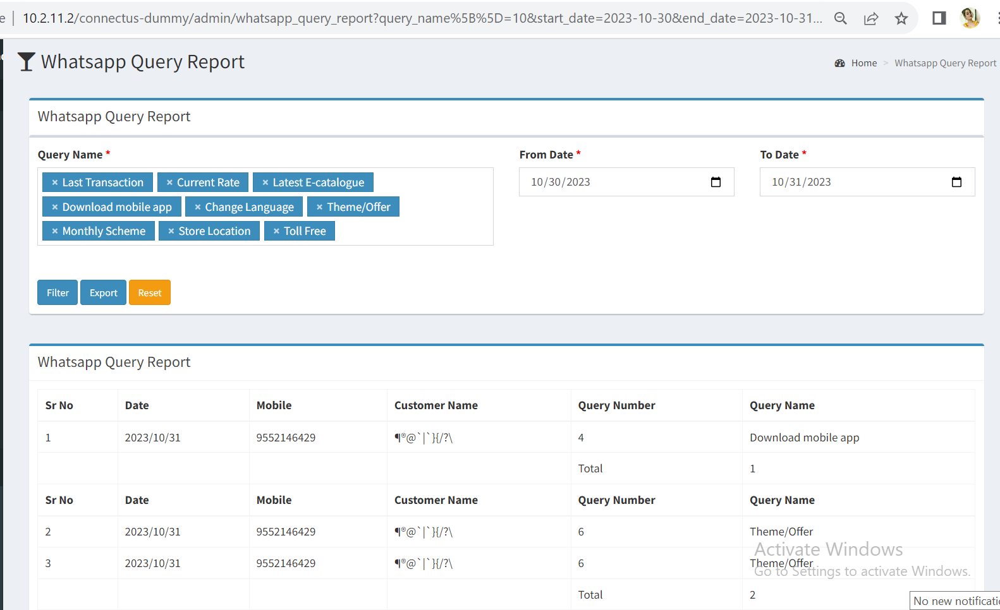 10.2.11.2/connectus-dummy/admin/whatsapp_query_report?query_name%5B%5D=10&start_date=2023-10-30&end_date=2023-10-31...
Whatsapp Query Report
Home > Whatsapp Query Report
Whatsapp Query Report
Query Name * From Date * To Date *
× Last Transaction × Current Rate × Latest E-catalogue 10/30/2023 10/31/2023
× Download mobile app × Change Language × Theme/Offer
× Monthly Scheme × Store Location × Toll Free
Filter Export Reset
Whatsapp Query Report
Sr No Date Mobile Customer Name Query Number Query Name
1 2023/10/31 9552146429 ¶®@`|`}{/?\ 4 Download mobile app
Total 1
Sr No Date Mobile Customer Name Query Number Query Name
2 2023/10/31 9552146429 ¶®@`|`}{/?\ 6 Theme/Offer
3 2023/10/31 9552146429 ¶®@`|`}{/?\ 6 Theme/Offer
Total 2
Activate Windows
Go to Settings to activate Windows.
No new notificati